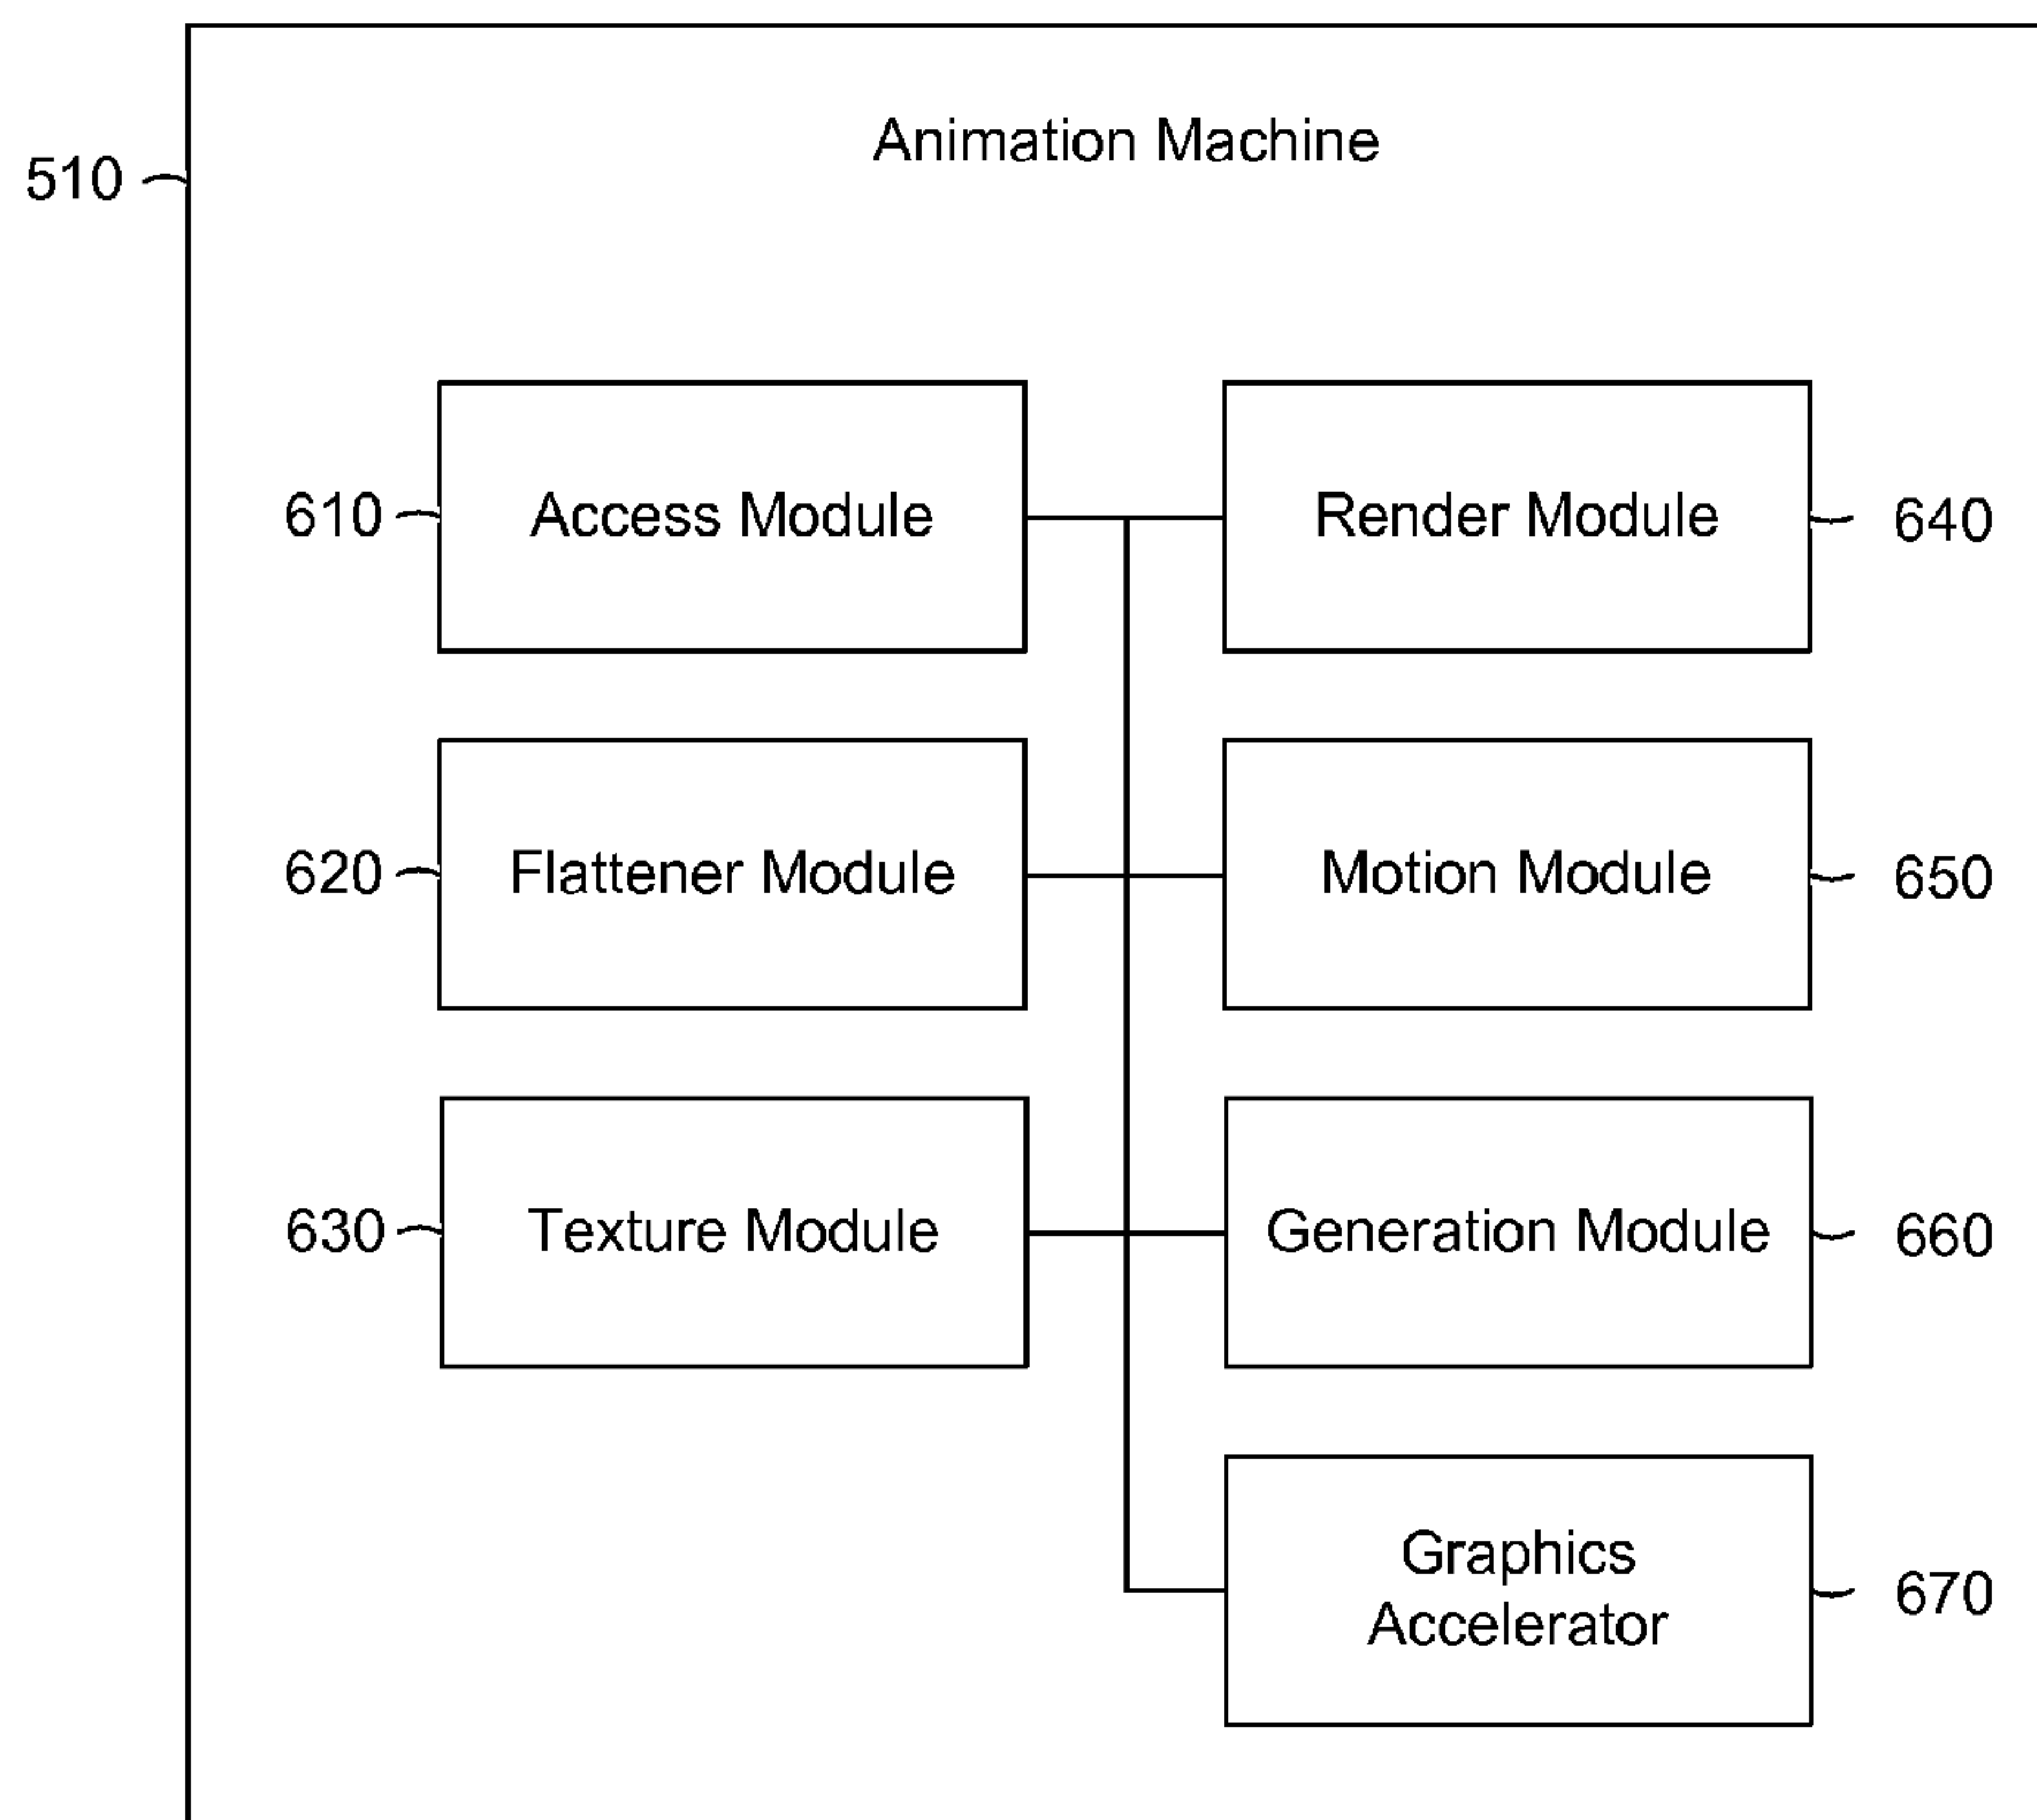 Animation Machine
510
610 Access Module
Render Module 640
620 Flattener Module
Motion Module 650
630 Texture Module
Generation Module 660
Graphics
Accelerator
670